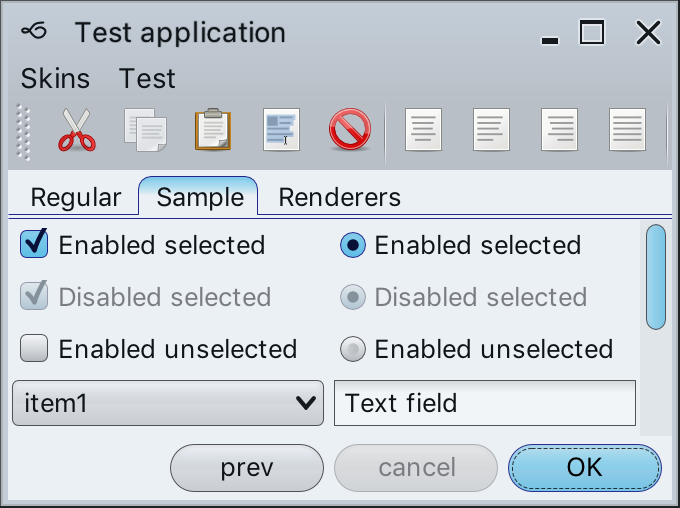 Test application
Skins Test
Regular Sample Renderers
Enabled selected Enabled selected
Disabled selected Disabled selected
Enabled unselected Enabled unselected
item1 Text field
prev cancel OK